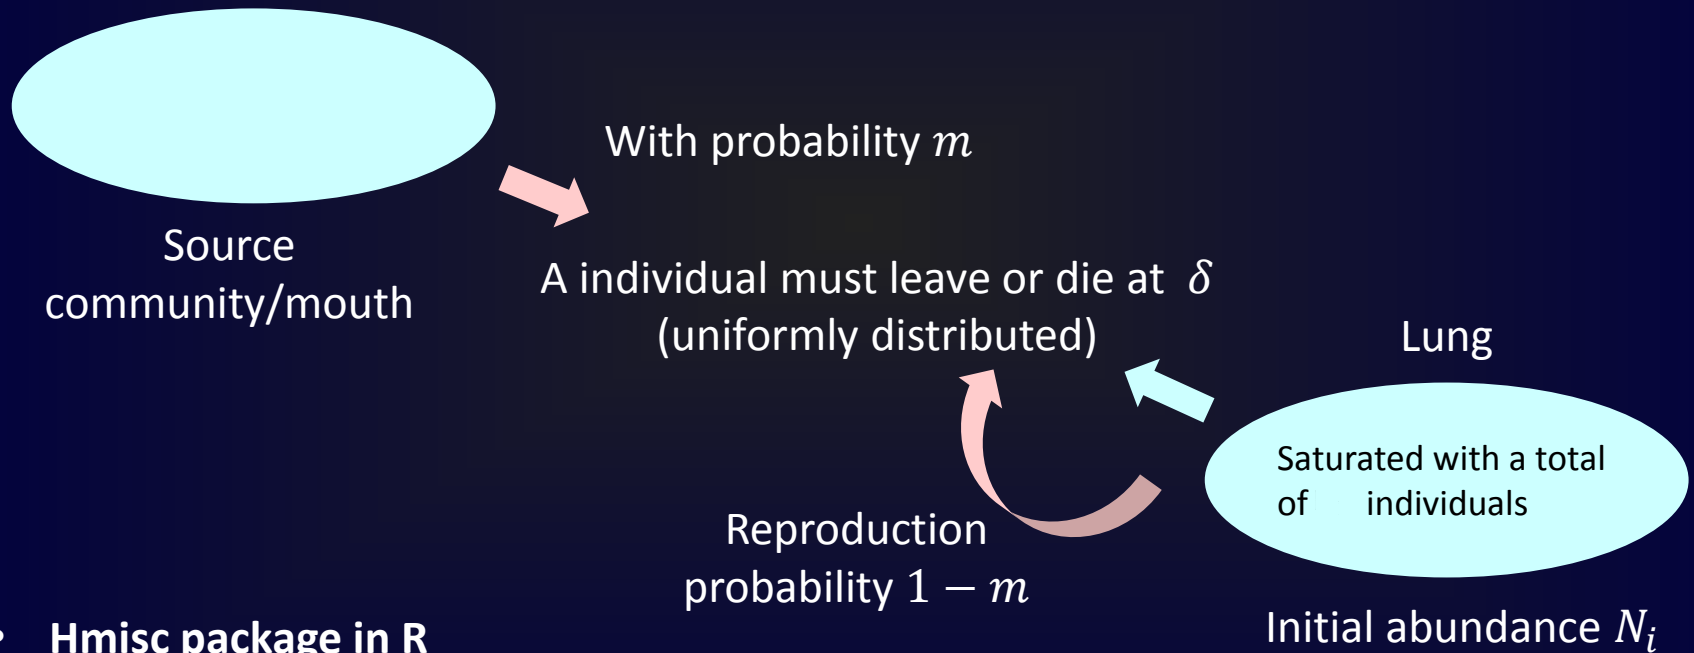 With probability m
Source
community/mouth
A individual must leave or die at δ
(uniformly distributed)
Lung
Saturated with a total
of individuals
Reproduction
probability 1 − m
Initial abundance Nᵢ
• Hmisc package in R